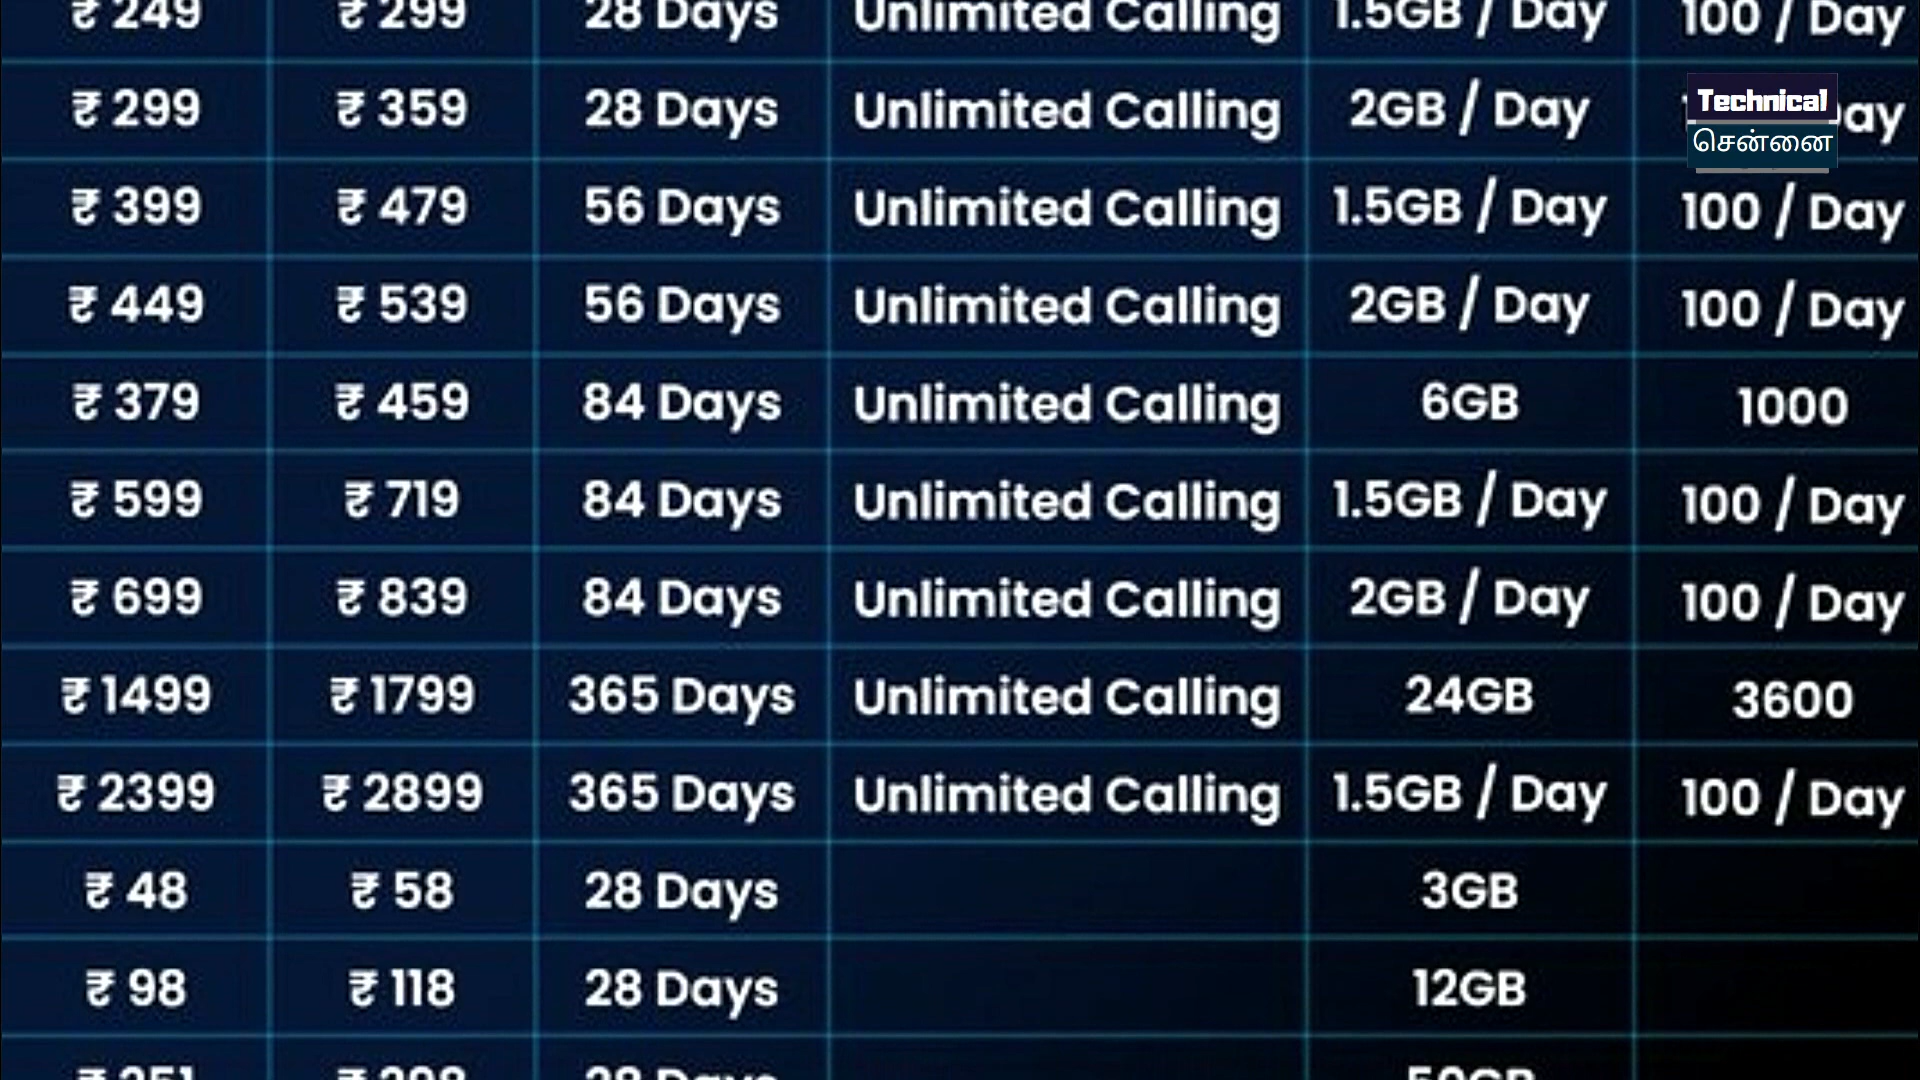 ₹ 249 ₹ 299 28 Days Unlimited Calling 1.5GB / Day 100 / Day
₹ 299 ₹ 359 28 Days Unlimited Calling 2GB / Day
Technical
சென்னை
₹ 399 ₹ 479 56 Days Unlimited Calling 1.5GB / Day 100 / Day
₹ 449 ₹ 539 56 Days Unlimited Calling 2GB / Day 100 / Day
₹ 379 ₹ 459 84 Days Unlimited Calling 6GB 1000
₹ 599 ₹ 719 84 Days Unlimited Calling 1.5GB / Day 100 / Day
₹ 699 ₹ 839 84 Days Unlimited Calling 2GB / Day 100 / Day
₹ 1499 ₹ 1799 365 Days Unlimited Calling 24GB 3600
₹ 2399 ₹ 2899 365 Days Unlimited Calling 1.5GB / Day 100 / Day
₹ 48 ₹ 58 28 Days 3GB
₹ 98 ₹ 118 28 Days 12GB
₹ 251 ₹ 298 28 Days 50GB